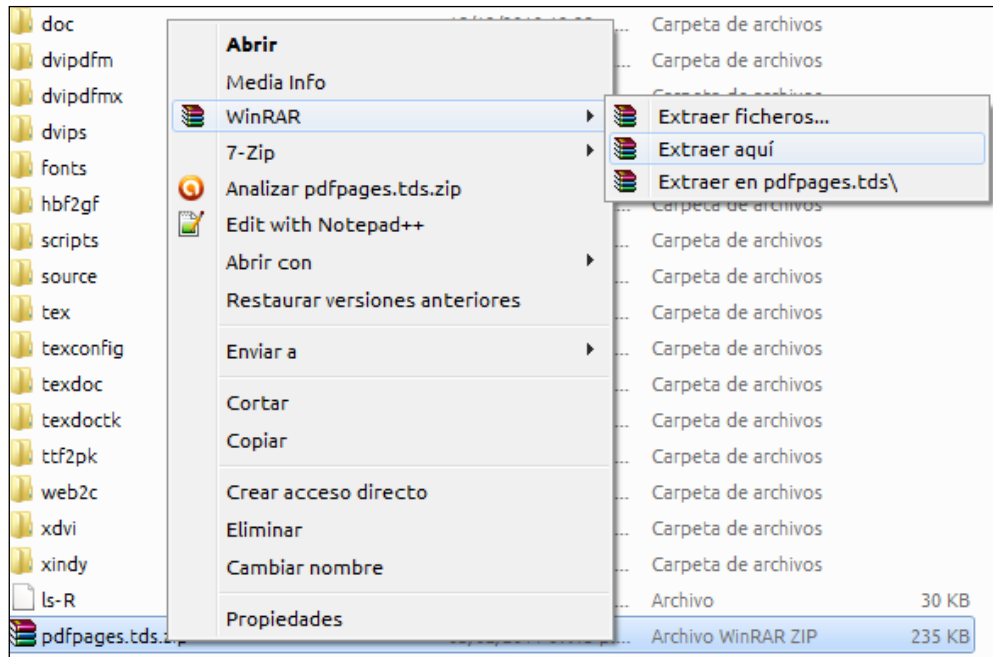 doc Carpeta de archivos
dvipdfm ... Carpeta de archivos
dvipdfmx
dvips
fonts
hbf2gf Carpeta de archivos
scripts ... Carpeta de archivos
source ... Carpeta de archivos
tex ... Carpeta de archivos
texconfig ... Carpeta de archivos
texdoc ... Carpeta de archivos
texdoctk ... Carpeta de archivos
ttf2pk ... Carpeta de archivos
web2c ... Carpeta de archivos
xdvi ... Carpeta de archivos
xindy ... Carpeta de archivos
ls-R ... Archivo 30 KB
pdfpages.tds. Archivo WinRAR ZIP 235 KB
Abrir
Media Info
WinRAR
7-Zip
Analizar pdfpages.tds.zip
Edit with Notepad++
Abrir con
Restaurar versiones anteriores
Enviar a
Cortar
Copiar
Crear acceso directo
Eliminar
Cambiar nombre
Propiedades
Extraer ficheros...
Extraer aquí
Extraer en pdfpages.tds\